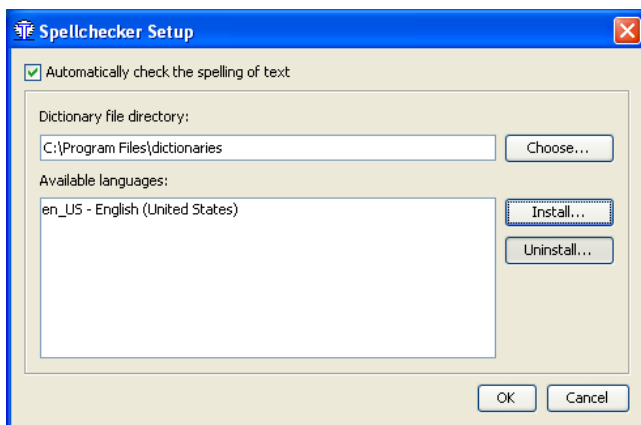 Spellchecker Setup
Automatically check the spelling of text
Dictionary file directory:
C:\Program Files\dictionaries
Choose...
Available languages:
en_US - English (United States)
Install...
Uninstall...
OK
Cancel